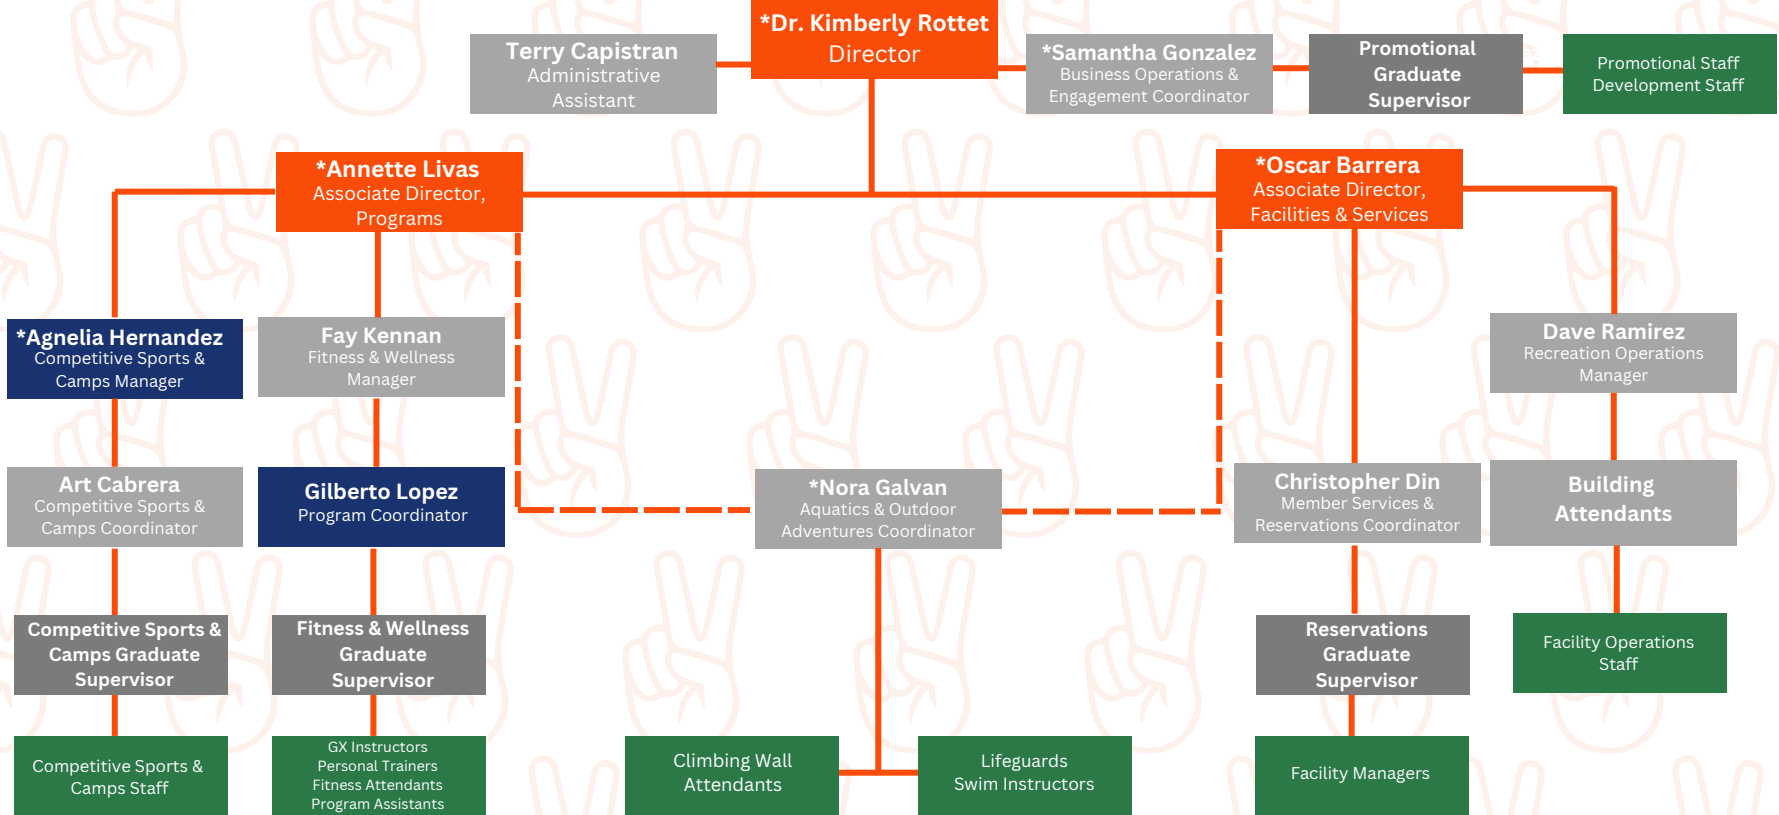 *Dr. Kimberly Rottet
Director
Terry Capistran
Administrative
Assistant
*Samantha Gonzalez
Business Operations &
Engagement Coordinator
Promotional
Graduate
Supervisor
Promotional Staff
Development Staff
*Annette Livas
Associate Director,
Programs
*Oscar Barrera
Associate Director,
Facilities & Services
*Agnelia Hernandez
Competitive Sports &
Camps Manager
Fay Kennan
Fitness & Wellness
Manager
Dave Ramirez
Recreation Operations
Manager
Art Cabrera
Competitive Sports &
Camps Coordinator
Gilberto Lopez
Program Coordinator
*Nora Galvan
Aquatics & Outdoor
Adventures Coordinator
Christopher Din
Member Services &
Reservations Coordinator
Building
Attendants
Competitive Sports &
Camps Graduate
Supervisor
Fitness & Wellness
Graduate
Supervisor
Reservations
Graduate
Supervisor
Facility Operations
Staff
Competitive Sports &
Camps Staff
GX Instructors
Personal Trainers
Fitness Attendants
Program Assistants
Climbing Wall
Attendants
Lifeguards
Swim Instructors
Facility Managers